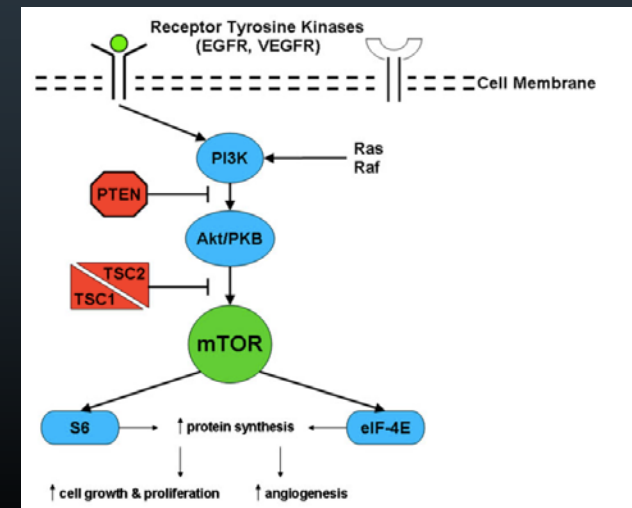 Receptor Tyrosine Kinases
(EGFR, VEGFR)
Cell Membrane
PI3K
Ras
Raf
PTEN
Akt/PKB
TSC2
TSC1
mTOR
S6
↑ protein synthesis
eIF-4E
↑ cell growth & proliferation
↑ angiogenesis